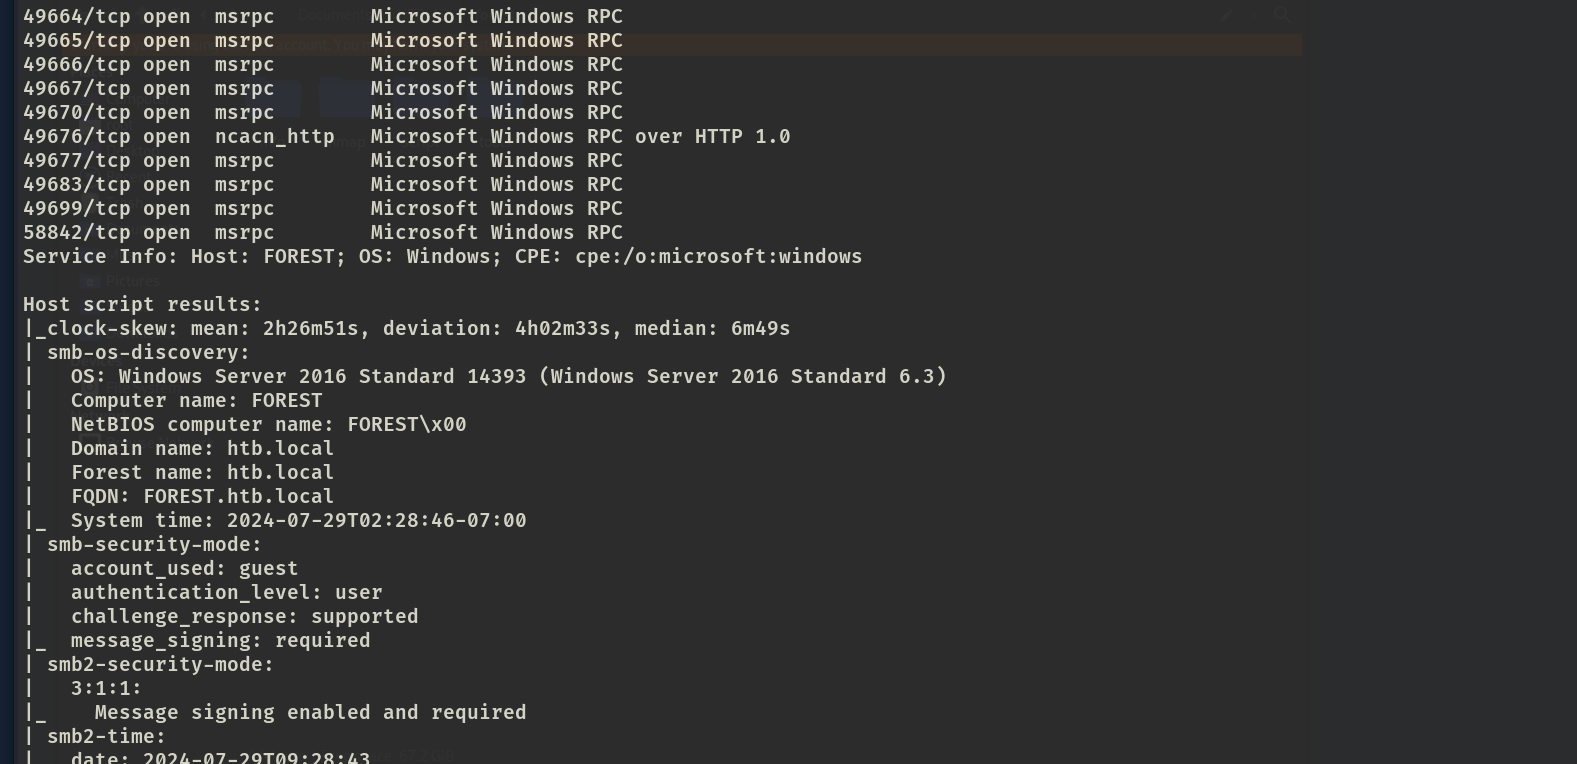 49664/tcp open  msrpc        Microsoft Windows RPC
49665/tcp open  msrpc        Microsoft Windows RPC
49666/tcp open  msrpc        Microsoft Windows RPC
49667/tcp open  msrpc        Microsoft Windows RPC
49670/tcp open  msrpc        Microsoft Windows RPC
49676/tcp open  ncacn_http   Microsoft Windows RPC over HTTP 1.0
49677/tcp open  msrpc        Microsoft Windows RPC
49683/tcp open  msrpc        Microsoft Windows RPC
49699/tcp open  msrpc        Microsoft Windows RPC
58842/tcp open  msrpc        Microsoft Windows RPC
Service Info: Host: FOREST; OS: Windows; CPE: cpe:/o:microsoft:windows
Pictures
Host script results:
|_clock-skew: mean: 2h26m51s, deviation: 4h02m33s, median: 6m49s
| smb-os-discovery:
|   OS: Windows Server 2016 Standard 14393 (Windows Server 2016 Standard 6.3)
|   Computer name: FOREST
|   NetBIOS computer name: FOREST\x00
|   Domain name: htb.local
|   Forest name: htb.local
|   FQDN: FOREST.htb.local
|_  System time: 2024-07-29T02:28:46-07:00
| smb-security-mode:
|   account_used: guest
|   authentication_level: user
|   challenge_response: supported
|_  message_signing: required
| smb2-security-mode:
|   3:1:1:
|_    Message signing enabled and required
| smb2-time:
|   date: 2024-07-29T09:28:43